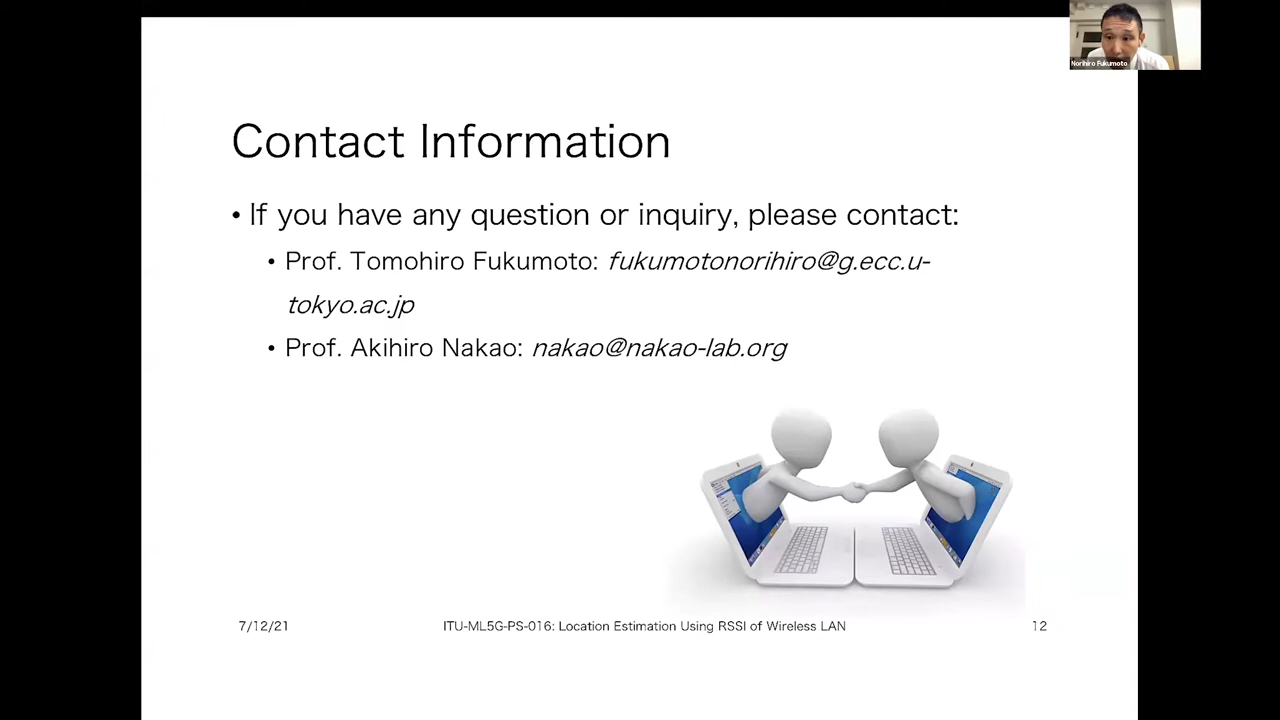 Norihiro Fukumoto
Contact Information
• If you have any question or inquiry, please contact:
• Prof. Tomohiro Fukumoto: fukumotonorihiro@g.ecc.u-
tokyo.ac.jp
• Prof. Akihiro Nakao: nakao@nakao-lab.org
7/12/21
ITU-ML5G-PS-016: Location Estimation Using RSSI of Wireless LAN
12